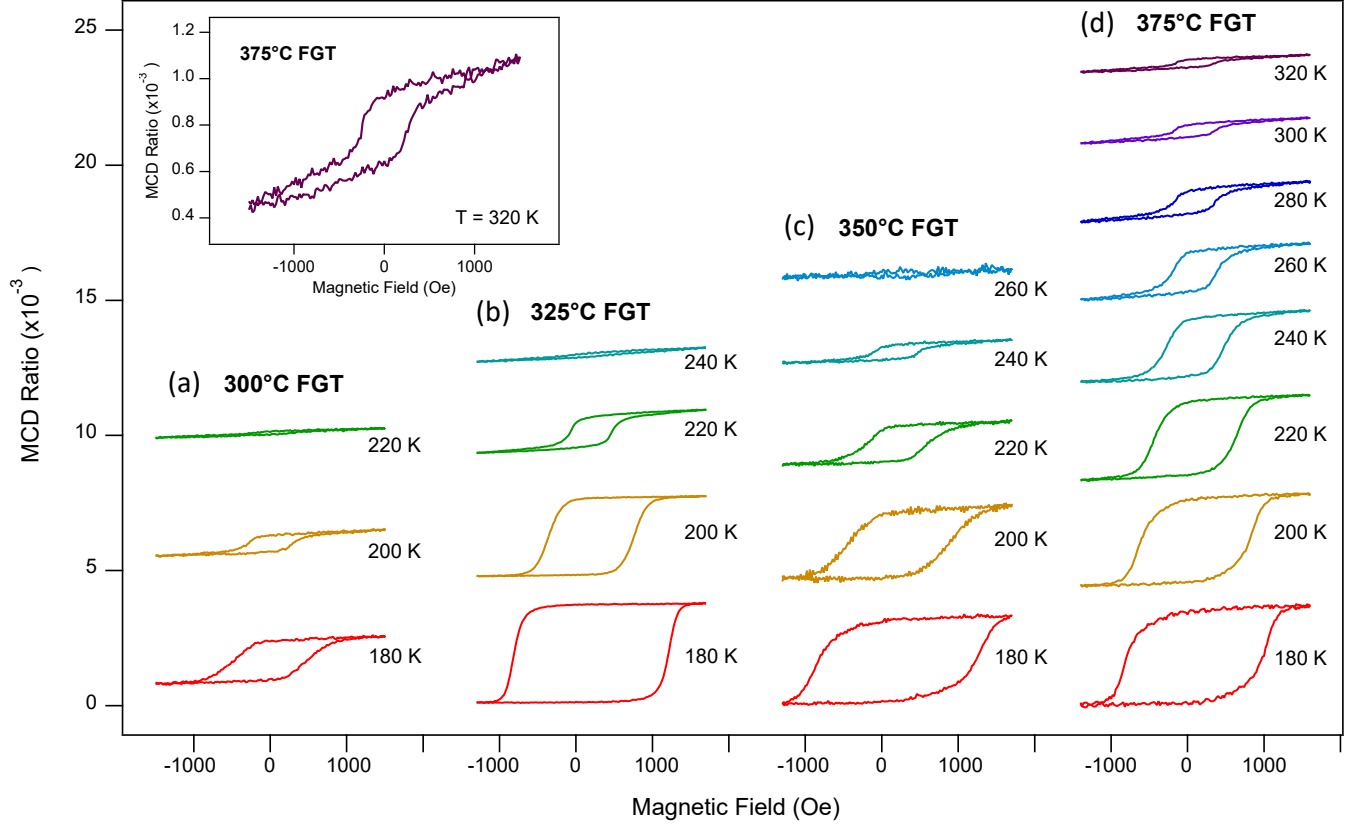 25
20
15
10
5
0
MCD Ratio (x10⁻³)
1.2
1.0
0.8
0.6
0.4
MCD Ratio (x10⁻³)
375°C FGT
T = 320 K
-1000 0 1000
Magnetic Field (Oe)
(a) 300°C FGT
220 K
200 K
180 K
(b) 325°C FGT
240 K
220 K
200 K
180 K
(c) 350°C FGT
260 K
240 K
220 K
200 K
180 K
(d) 375°C FGT
320 K
300 K
280 K
260 K
240 K
220 K
200 K
180 K
-1000 0 1000 -1000 0 1000 -1000 0 1000 -1000 0 1000
Magnetic Field (Oe)